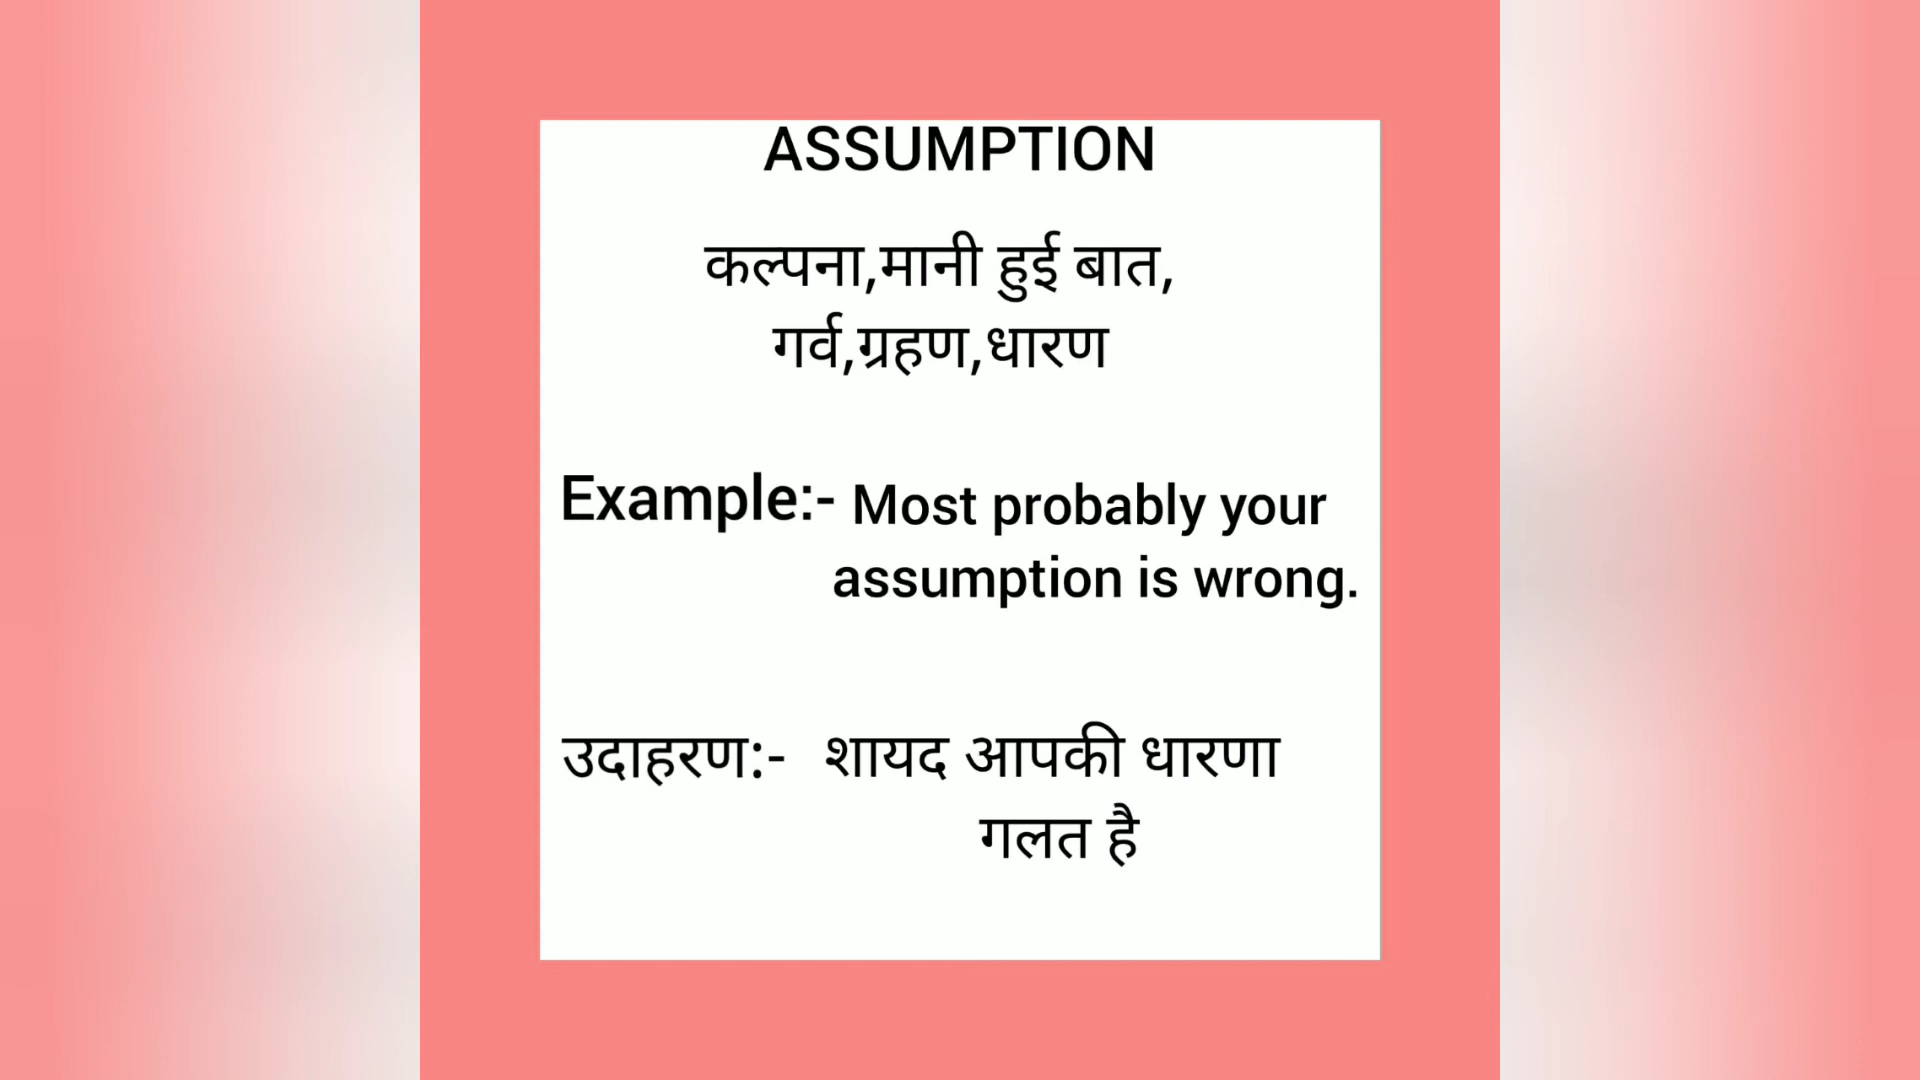 ASSUMPTION
कल्पना,मानी हुई बात,
गर्व,ग्रहण,धारण
Example:- Most probably your
assumption is wrong.
उदाहरण:- शायद आपकी धारणा
गलत है